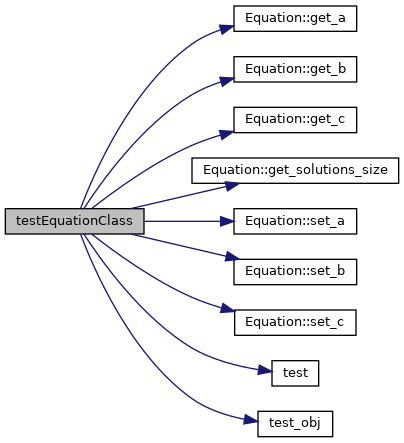 testEquationClass
Equation::get_a
Equation::get_b
Equation::get_c
Equation::get_solutions_size
Equation::set_a
Equation::set_b
Equation::set_c
test
test_obj